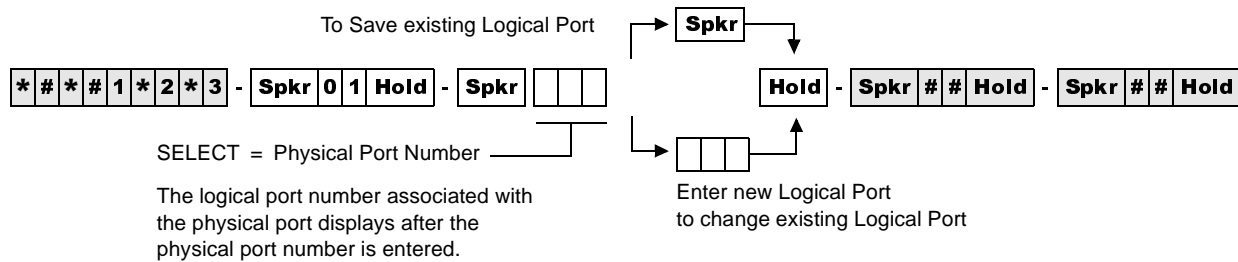 To Save existing Logical Port
Spkr
*#*#1*2*3 - Spkr 0 1 Hold - Spkr
Hold - Spkr # # Hold - Spkr # # Hold
SELECT = Physical Port Number
The logical port number associated with
the physical port displays after the
physical port number is entered.
Enter new Logical Port
to change existing Logical Port